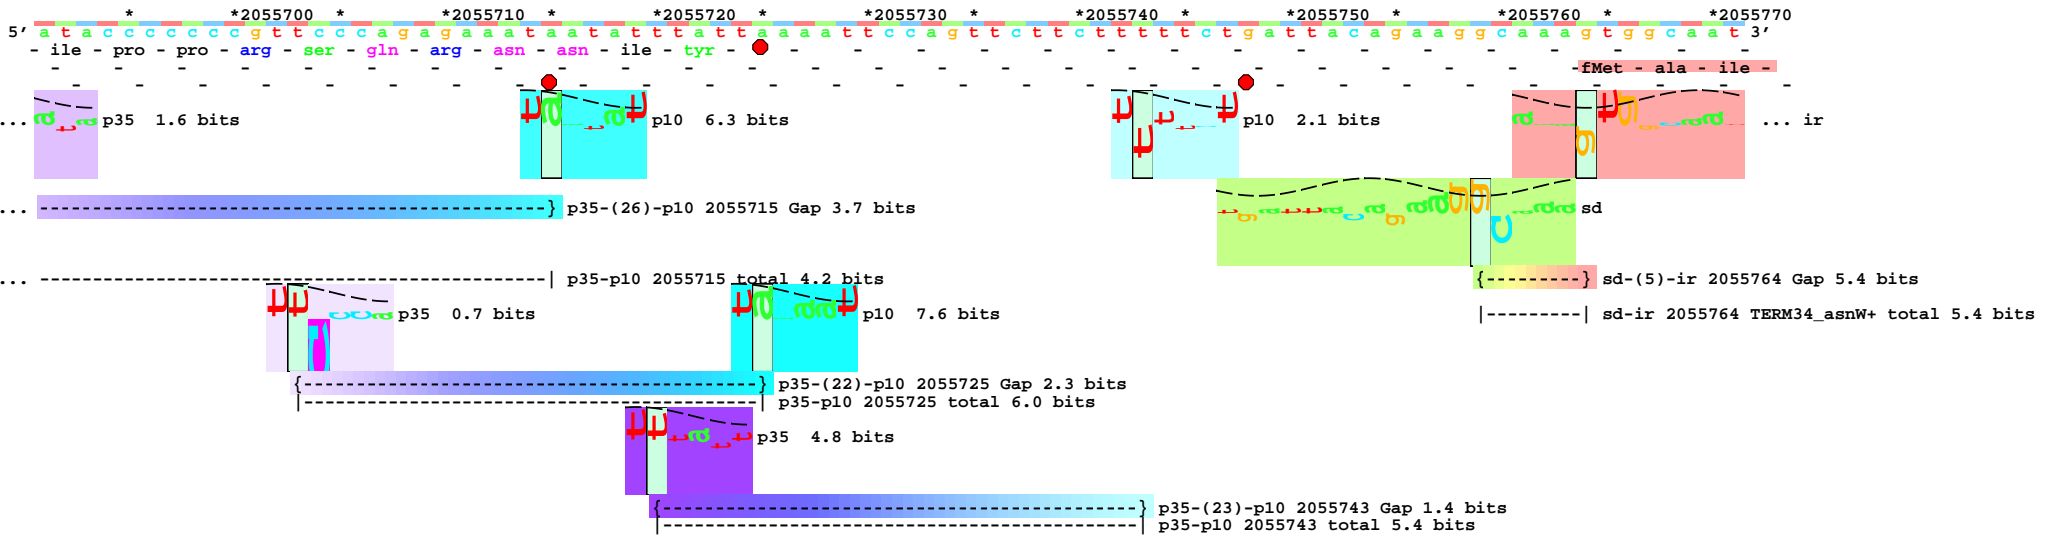 * *2055700 * *2055710 * *2055720 * *2055730 * *2055740 * *2055750 * *2055760 * *2055770
5' a t a c c c c c c c g t t c c c a g a g a a a t a a t a t t t a t t a a a a t t c c a g t t c t t c t t t t t c t g a t t a c a g a a g g c a a a g t g g c a a t 3'
- ile - pro - pro - arg - ser - gln - arg - asn - asn - ile - tyr -
fMet - ala - ile -
... p35 1.6 bits p10 6.3 bits p10 2.1 bits ... ir
... p35-(26)-p10 2055715 Gap 3.7 bits sd
... p35-p10 2055715 total 4.2 bits sd-(5)-ir 2055764 Gap 5.4 bits
p35 0.7 bits p10 7.6 bits sd-ir 2055764 TERM34_asnW+ total 5.4 bits
p35-(22)-p10 2055725 Gap 2.3 bits
p35-p10 2055725 total 6.0 bits
p35 4.8 bits
p35-(23)-p10 2055743 Gap 1.4 bits
p35-p10 2055743 total 5.4 bits